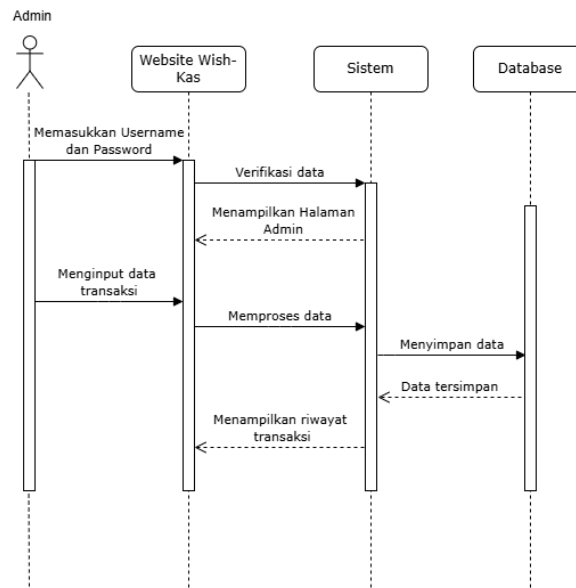 Admin
Website Wish-
Kas
Sistem
Database
Memasukkan Username
dan Password
Verifikasi data
Menampilkan Halaman
Admin
Menginput data
transaksi
Memproses data
Menyimpan data
Data tersimpan
Menampilkan riwayat
transaksi